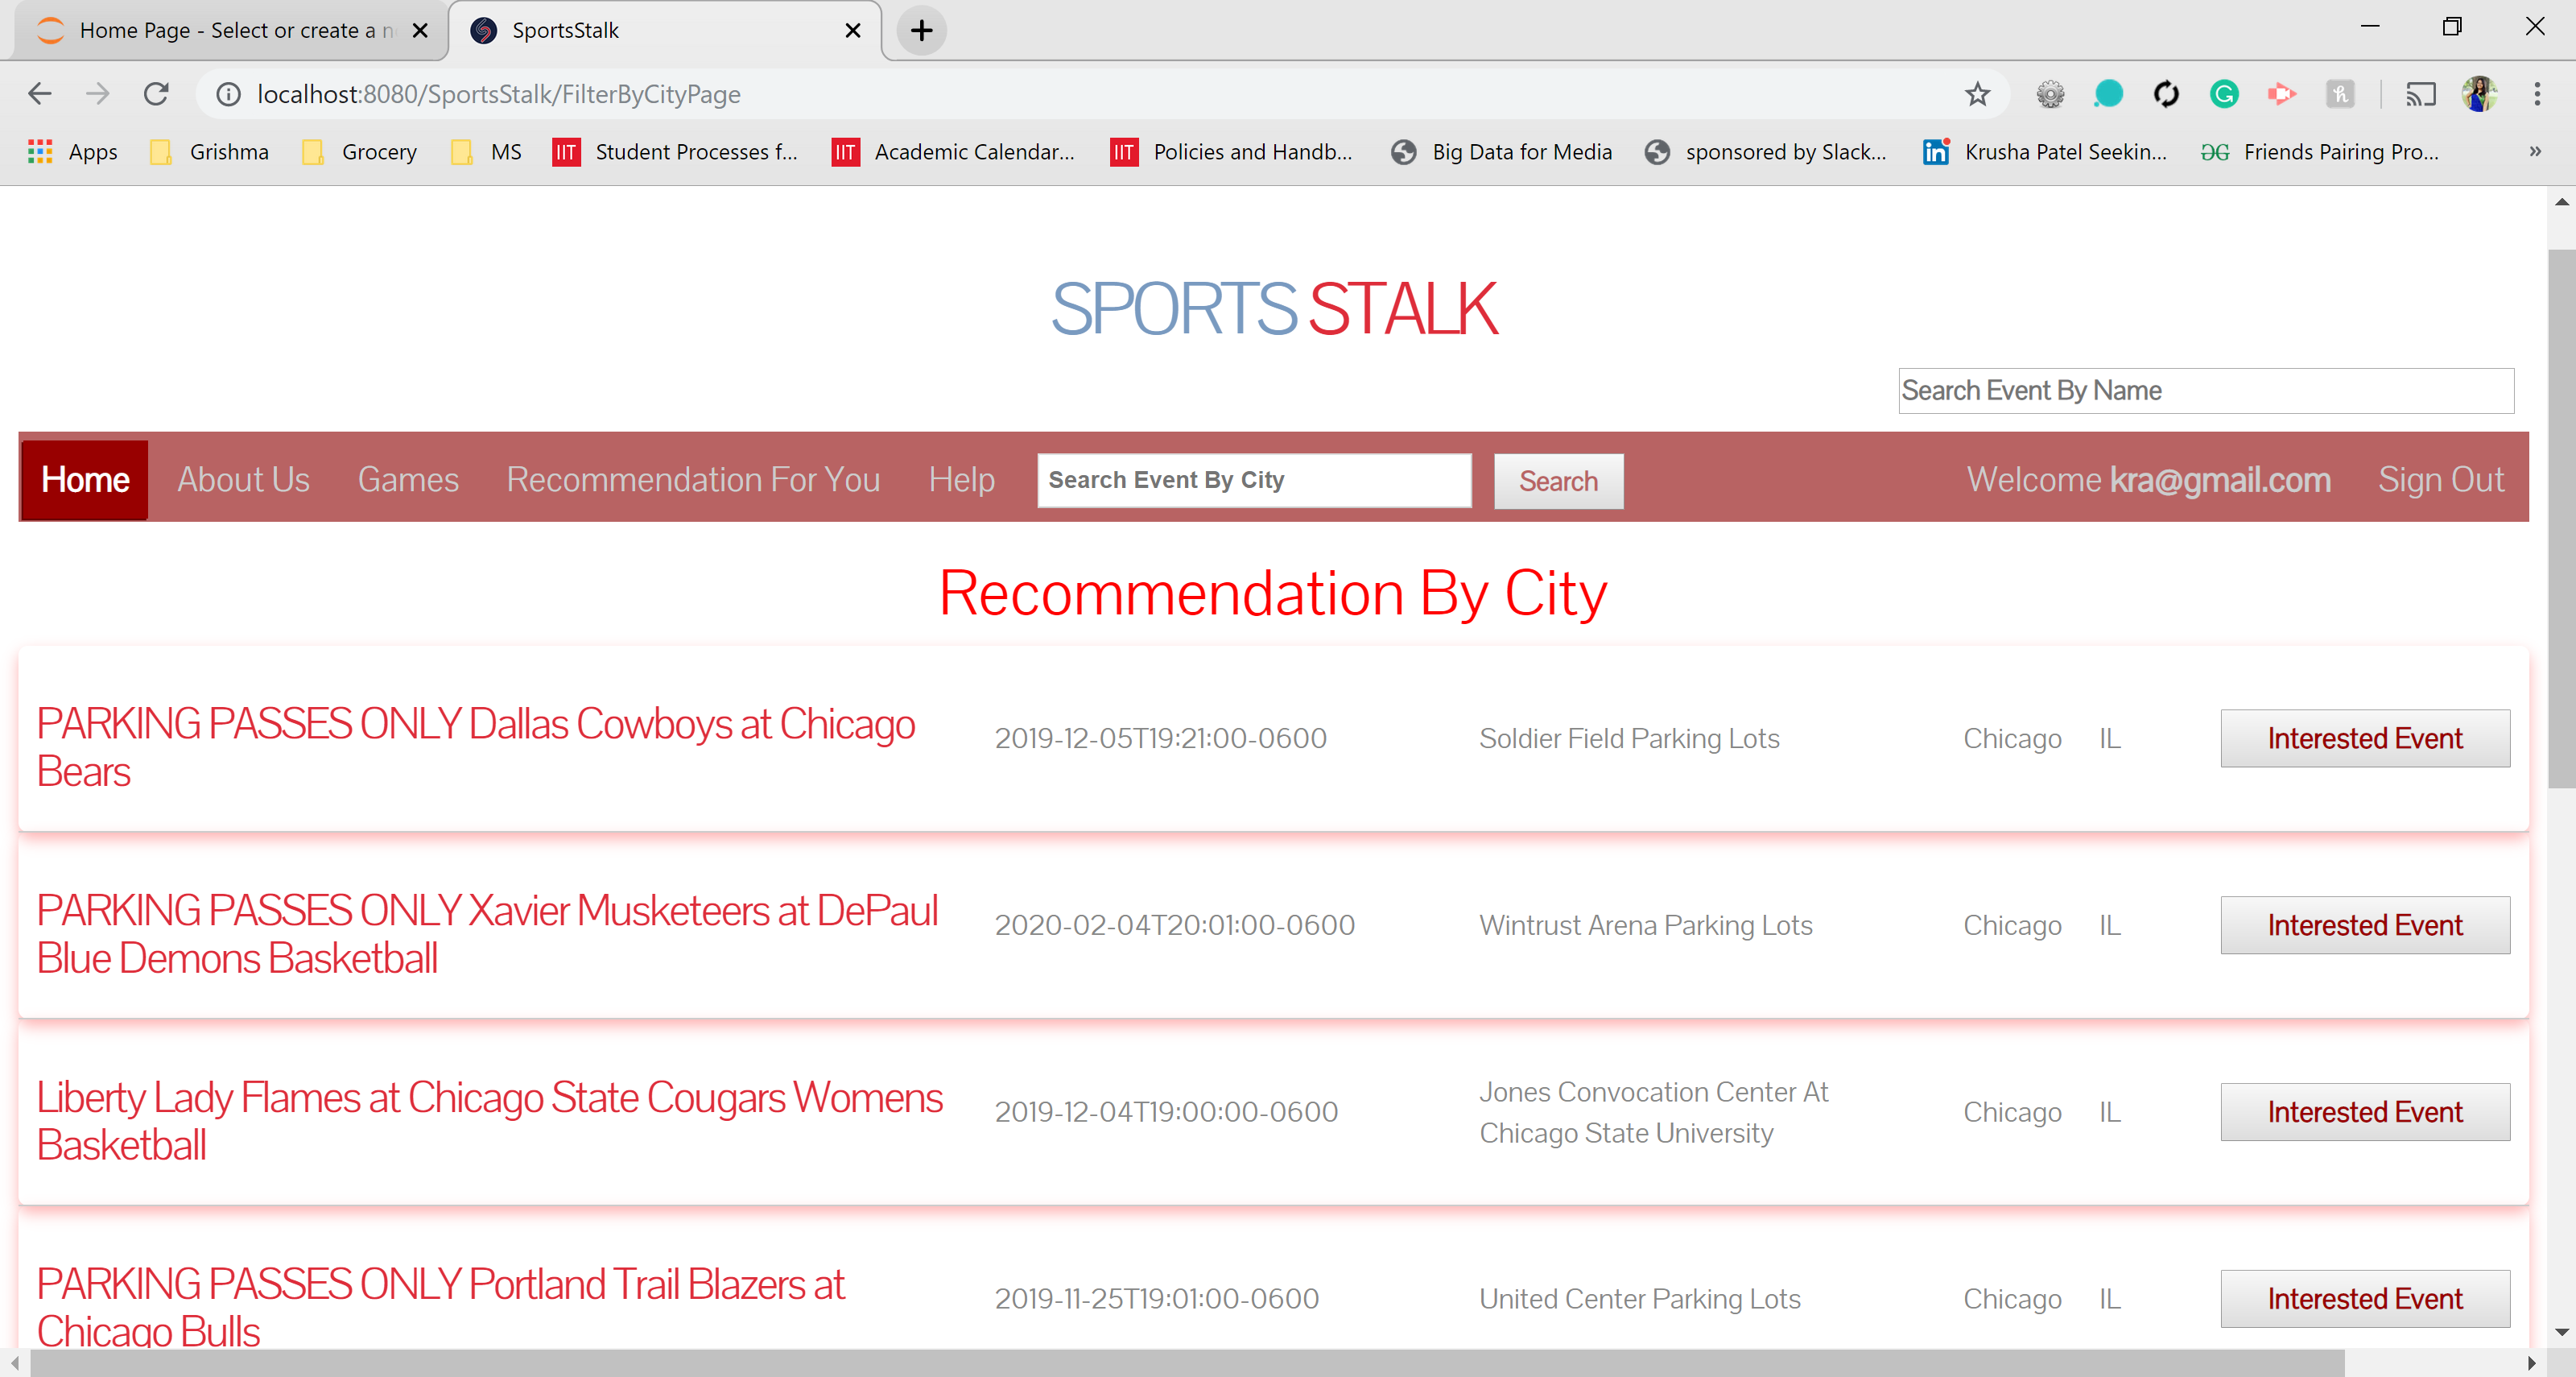 Home Page - Select or create a n
SportsStalk
localhost:8080/SportsStalk/FilterByCityPage
Apps
Grishma
Grocery
MS
IIT Student Processes f...
IIT Academic Calendar...
IIT Policies and Handb...
Big Data for Media
sponsored by Slack...
in Krusha Patel Seekin...
Friends Pairing Pro...
»
SPORTS STALK
Search Event By Name
Home About Us Games Recommendation For You Help Search Event By City Search Welcome kra@gmail.com Sign Out
Recommendation By City
PARKING PASSES ONLY Dallas Cowboys at Chicago
Bears
2019-12-05T19:21:00-0600
Soldier Field Parking Lots
Chicago IL
Interested Event
PARKING PASSES ONLY Xavier Musketeers at DePaul
Blue Demons Basketball
2020-02-04T20:01:00-0600
Wintrust Arena Parking Lots
Chicago IL
Interested Event
Liberty Lady Flames at Chicago State Cougars Womens
Basketball
2019-12-04T19:00:00-0600
Jones Convocation Center At
Chicago State University
Chicago IL
Interested Event
PARKING PASSES ONLY Portland Trail Blazers at
Chicago Bulls
2019-11-25T19:01:00-0600
United Center Parking Lots
Chicago IL
Interested Event